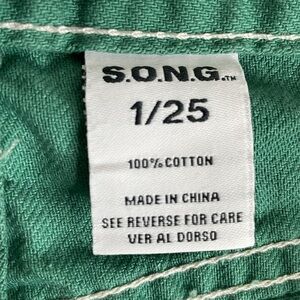 S.O.N.G.™
1/25
100% COTTON
MADE IN CHINA
SEE REVERSE FOR CARE
VER AL DORSO